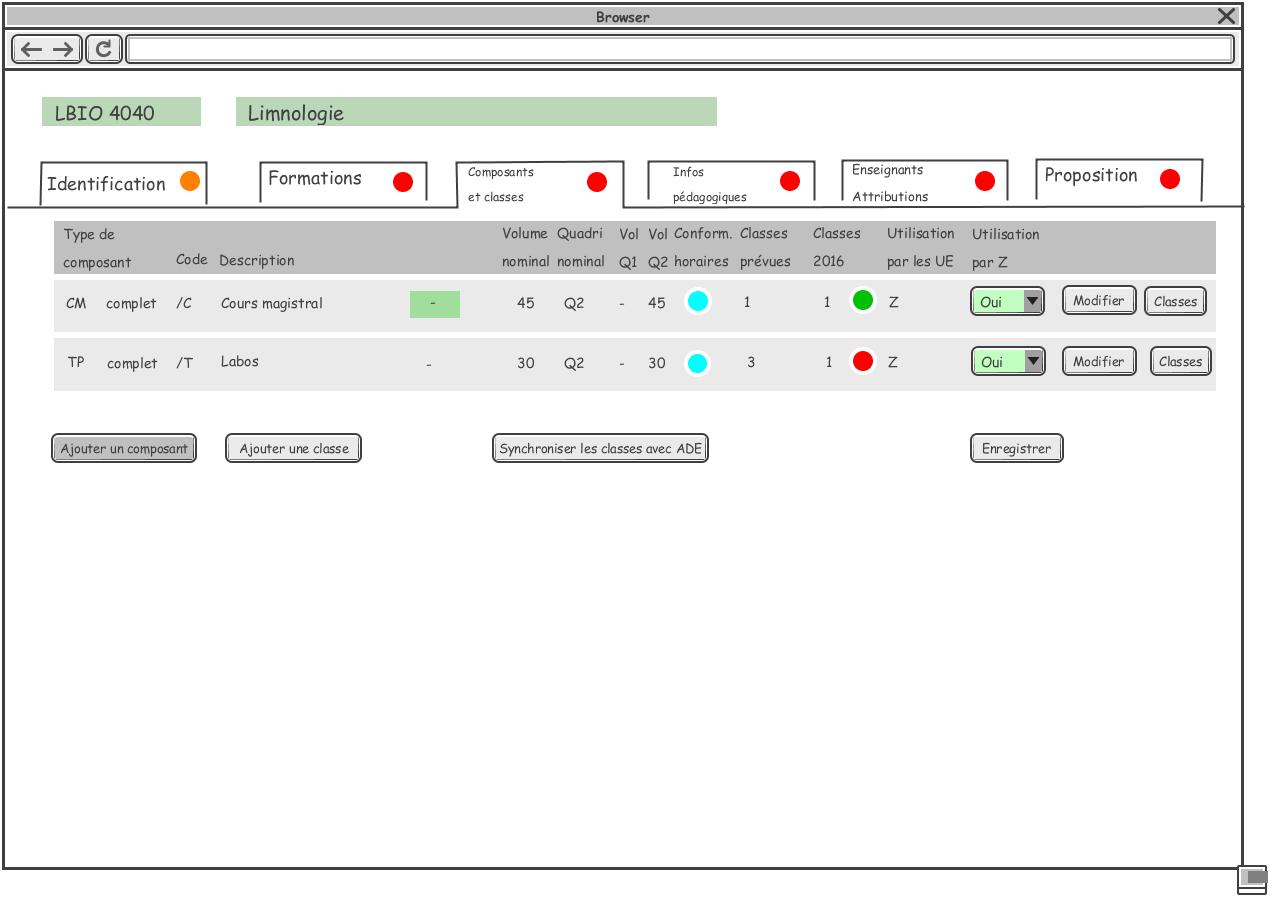 Browser
LBIO 4040 Limnologie
Identification Formations Composants et classes Infos pédagogiques Enseignants Attributions Proposition
Type de composant Code Description Volume nominal Quadri nominal Vol Q1 Vol Q2 Conform. horaires Classes prévues Classes 2016 Utilisation par les UE Utilisation par Z
CM complet /C Cours magistral - 45 Q2 - 45 1 1 Z Oui Modifier Classes
TP complet /T Labos - 30 Q2 - 30 3 1 Z Oui Modifier Classes
Ajouter un composant Ajouter une classe Synchroniser les classes avec ADE Enregistrer